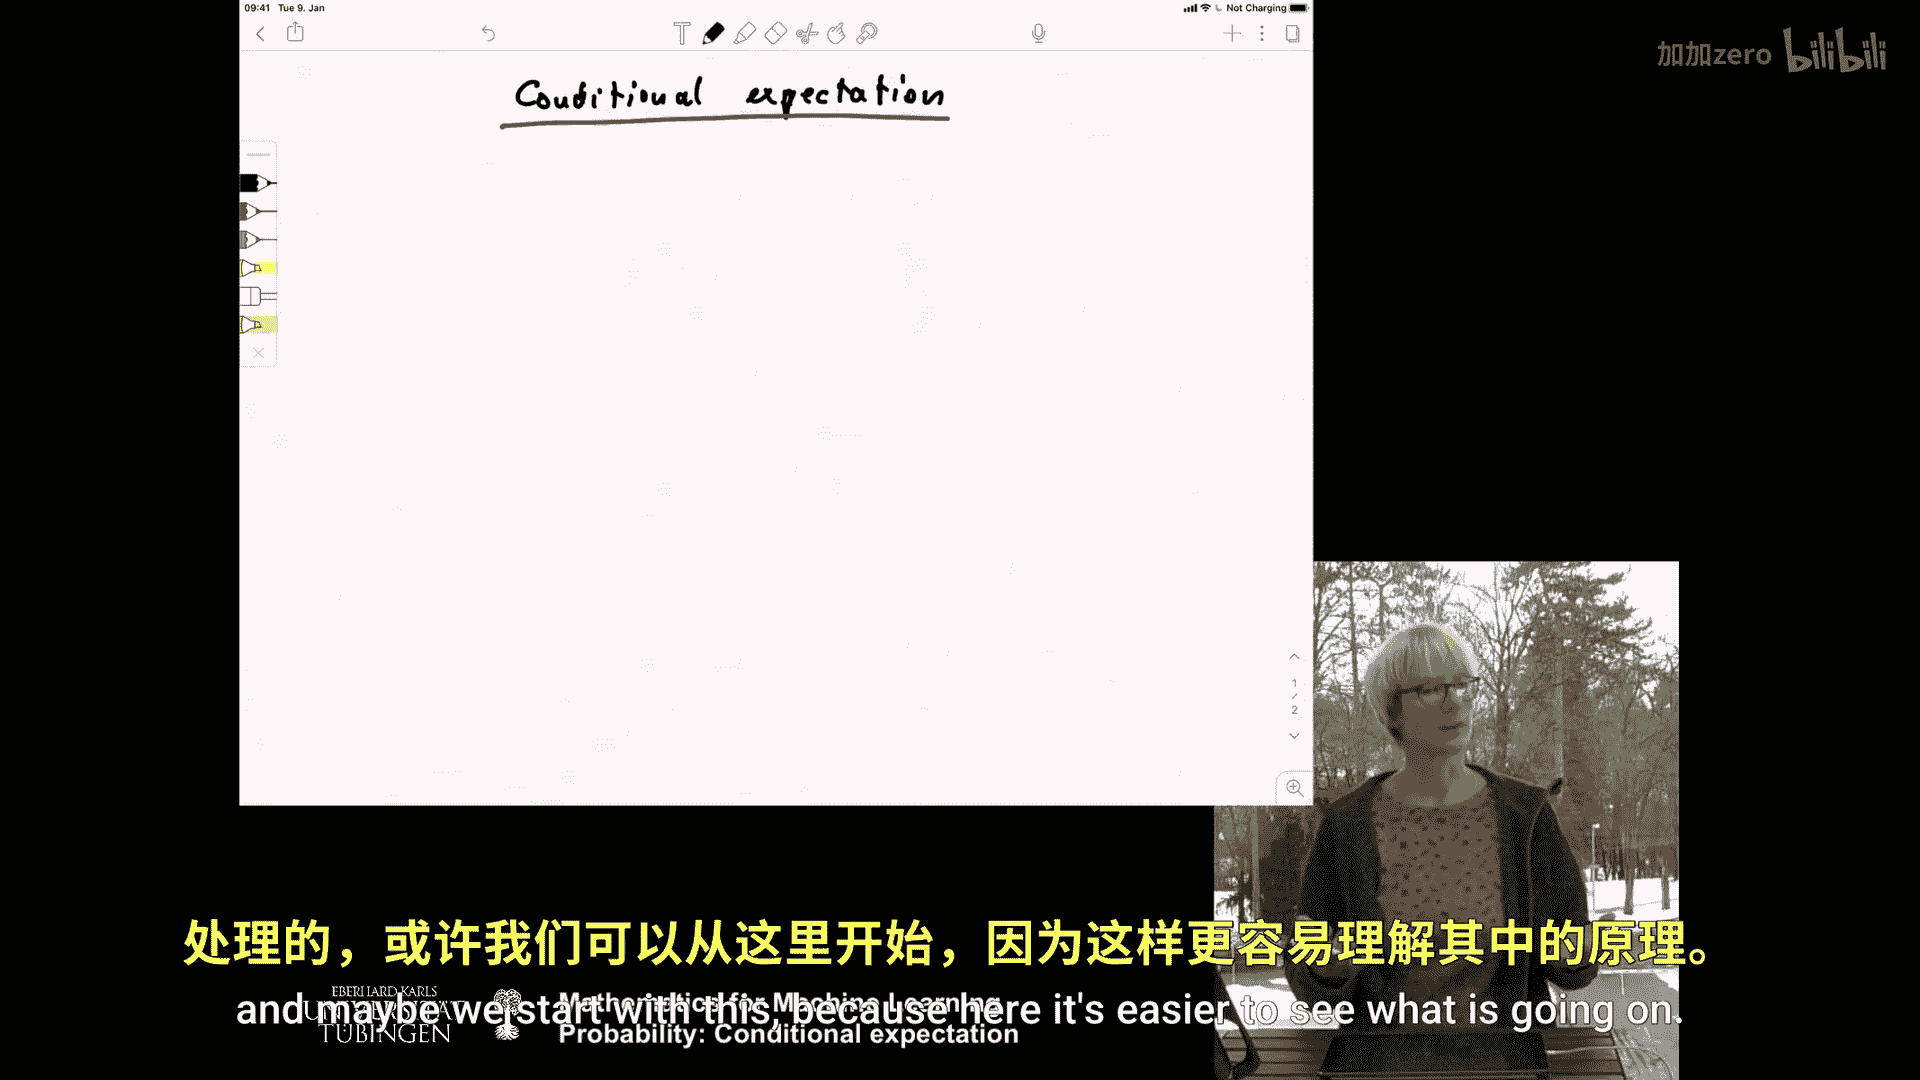 09:41 Tue 9. Jan
Not Charging
加加zero bilibili
Conditional expectation
1
/
2
处理的，或许我们可以从这里开始，因为这样更容易理解其中的原理。
and maybe we start with this, because here it's easier to see what is going on.
EBERHARD KARLS
UNIVERSITÄT
TÜBINGEN
Mathematics for Machine Learning
Probability: Conditional expectation